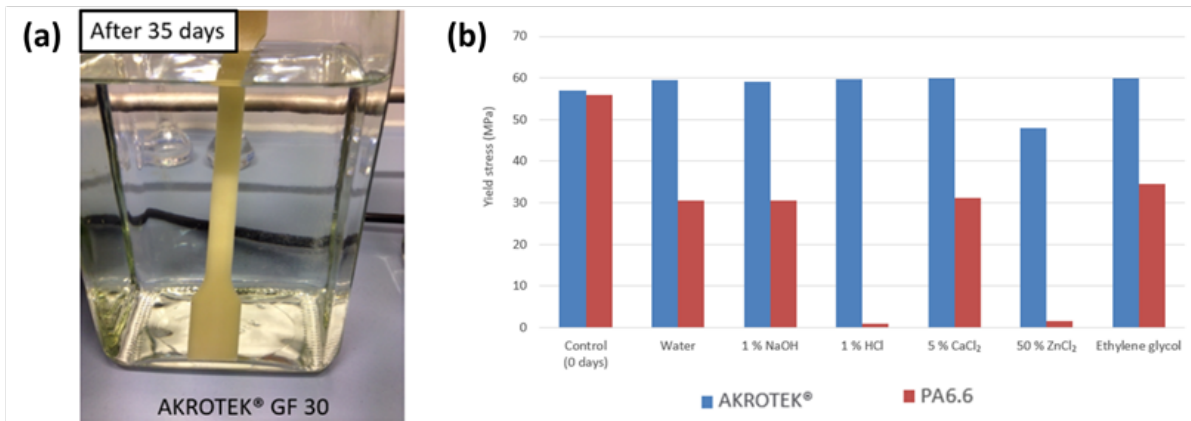 (a)
After 35 days
AKROTEK® GF 30
(b)
Yield stress (MPa)
70
60
50
40
30
20
10
0
Control
(0 days)
Water
1 % NaOH
1 % HCl
5 % CaCl₂
50 % ZnCl₂
Ethylene glycol
AKROTEK®
PA6.6